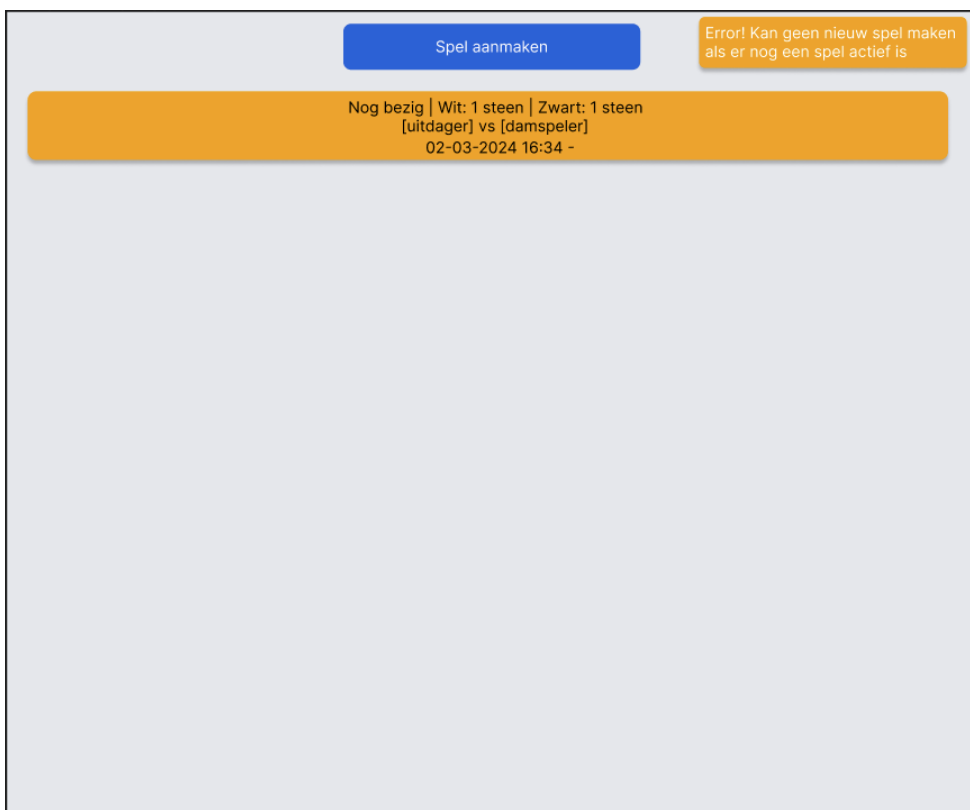 Spel aanmaken
Error! Kan geen nieuw spel maken
als er nog een spel actief is
Nog bezig | Wit: 1 steen | Zwart: 1 steen
[uitdager] vs [damspeler]
02-03-2024 16:34 -